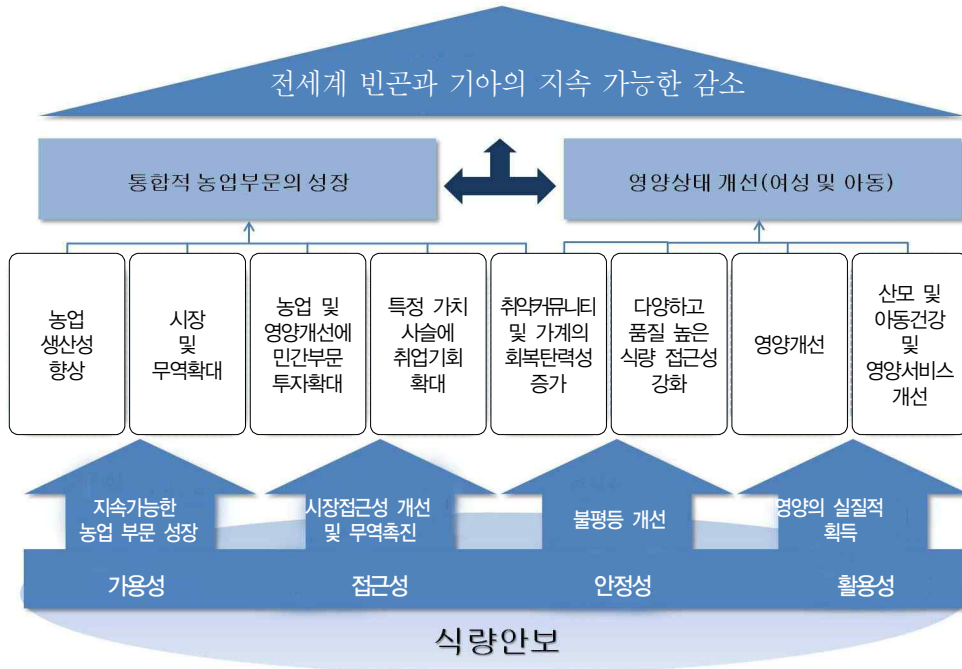 전세계 빈곤과 기아의 지속 가능한 감소
통합적 농업부문의 성장
영양상태 개선(여성 및 아동)
농업
생산성
향상
시장
및
무역확대
농업 및
영양개선에
민간부문
투자확대
특정 가치
사슬에
취업기회
확대
취약커뮤니티
및 가계의
회복탄력성
증가
다양하고
품질 높은
식량 접근성
강화
영양개선
산모 및
아동건강
및
영양서비스
개선
지속가능한
농업 부문 성장
시장접근성 개선
및 무역촉진
불평등 개선
영양의 실질적
획득
가용성
접근성
안정성
활용성
식량안보